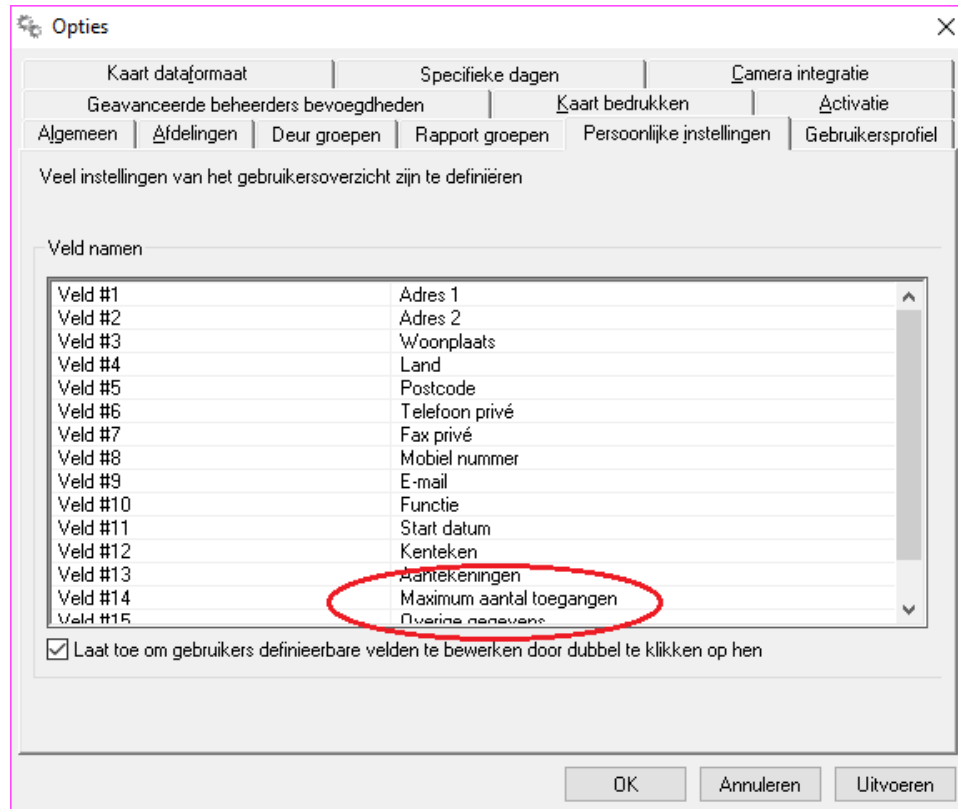 Opties
Kaart dataformaat
Specifieke dagen
Camera integratie
Geavanceerde beheerders bevoegdheden
Kaart bedrukken
Activatie
Algemeen
Afdelingen
Deur groepen
Rapport groepen
Persoonlijke instellingen
Gebruikersprofiel
Veel instellingen van het gebruikersoverzicht zijn te definiëren
Veld namen
Veld #1 Adres 1
Veld #2 Adres 2
Veld #3 Woonplaats
Veld #4 Land
Veld #5 Postcode
Veld #6 Telefoon privé
Veld #7 Fax privé
Veld #8 Mobiel nummer
Veld #9 E-mail
Veld #10 Functie
Veld #11 Start datum
Veld #12 Kenteken
Veld #13 Aantekeningen
Veld #14 Maximum aantal toegangen
Veld #15 Overige gegevens
Laat toe om gebruikers definieerbare velden te bewerken door dubbel te klikken op hen
OK
Annuleren
Uitvoeren